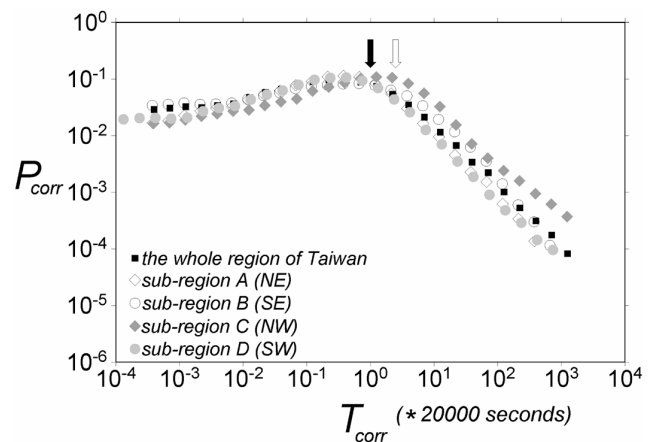 10^0
10^-1
10^-2
10^-3
10^-4
10^-5
10^-6
P_corr
the whole region of Taiwan
sub-region A (NE)
sub-region B (SE)
sub-region C (NW)
sub-region D (SW)
10^-4 10^-3 10^-2 10^-1 10^0 10^1 10^2 10^3 10^4
T_corr (* 20000 seconds)